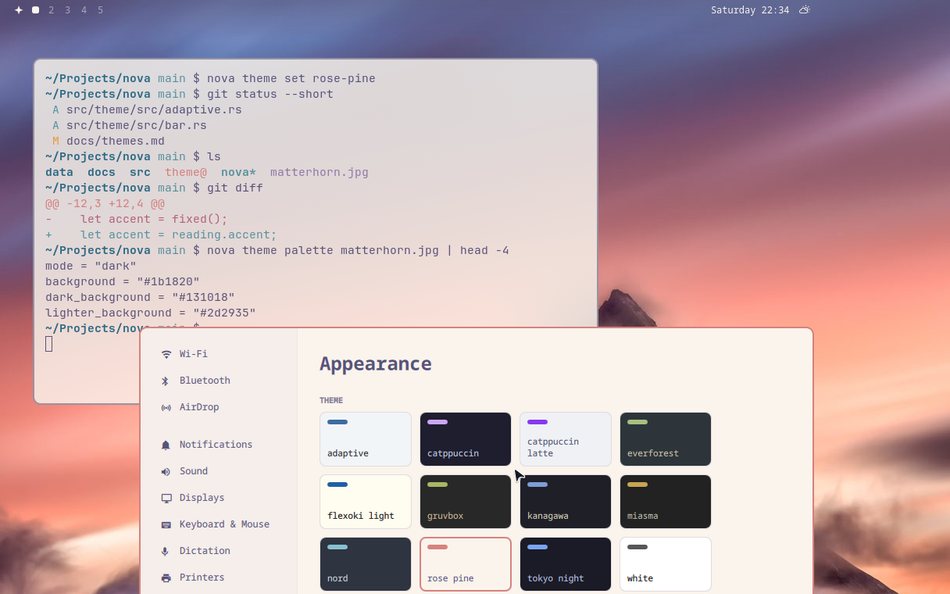 2 3 4 5
Saturday 22:34
~/Projects/nova main $ nova theme set rose-pine
~/Projects/nova main $ git status --short
A src/theme/src/adaptive.rs
A src/theme/src/bar.rs
M docs/themes.md
~/Projects/nova main $ ls
data docs src theme@ nova* matterhorn.jpg
~/Projects/nova main $ git diff
@@ -12,3 +12,4 @@
-    let accent = fixed();
+    let accent = reading.accent;
~/Projects/nova main $ nova theme palette matterhorn.jpg | head -4
mode = "dark"
background = "#1b1820"
dark_background = "#131018"
lighter_background = "#2d2935"
~/Projects/nova main $
Wi-Fi
Bluetooth
AirDrop
Notifications
Sound
Displays
Keyboard & Mouse
Dictation
Printers
Appearance
THEME
adaptive
catppuccin
catppuccin
latte
everforest
flexoki light
gruvbox
kanagawa
miasma
nord
rose pine
tokyo night
white